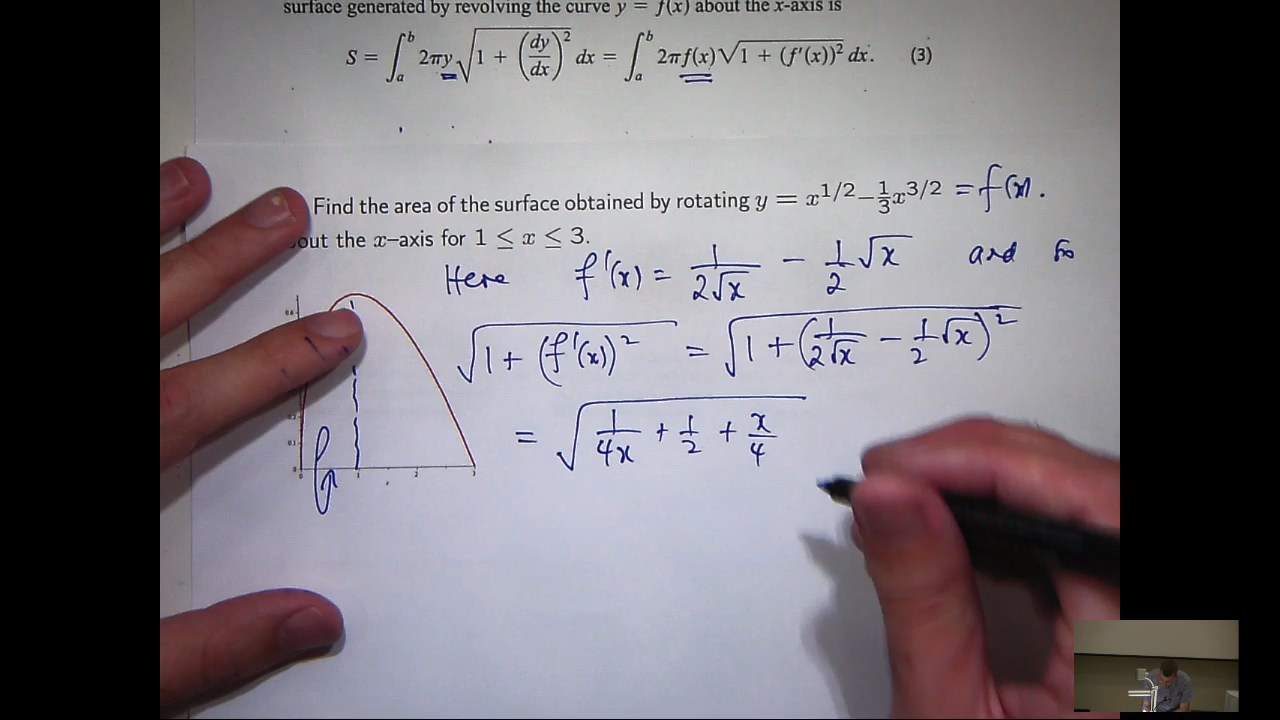 surface generated by revolving the curve y = f(x) about the x-axis is
S = ∫_a^b 2πy √(1 + (dy/dx)²) dx = ∫_a^b 2πf(x) √(1 + (f′(x))²) dx. (3)
Find the area of the surface obtained by rotating y = x^{1/2} − 1/3 x^{3/2} = f(x).
out the x–axis for 1 ≤ x ≤ 3.
Here f'(x) = 1/(2√x) − 1/2 √x and so
√(1 + (f'(x))²) = √(1 + (1/(2√x) − 1/2 √x)²)
= √(1/(4x) + 1/2 + x/4)